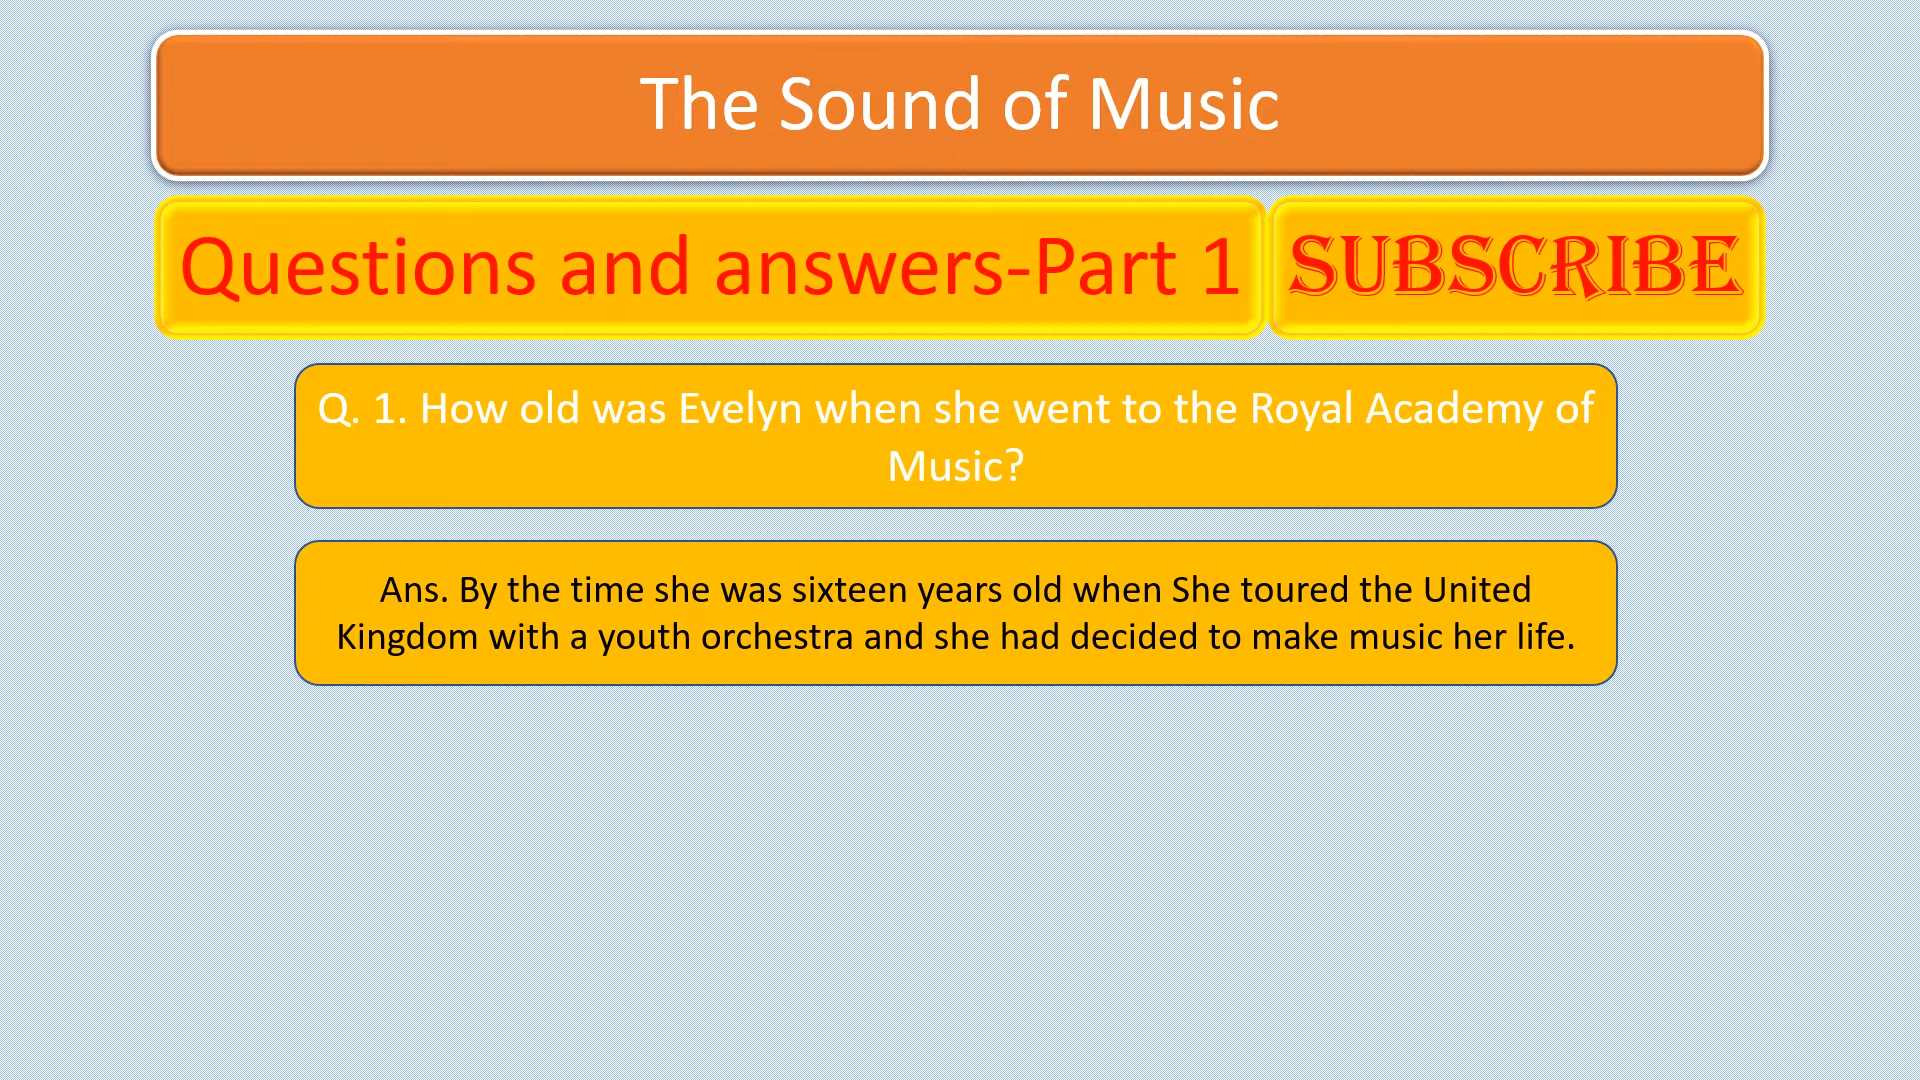 The Sound of Music
Questions and answers-Part 1 SUBSCRIBE
Q. 1. How old was Evelyn when she went to the Royal Academy of
Music?
Ans. By the time she was sixteen years old when She toured the United
Kingdom with a youth orchestra and she had decided to make music her life.